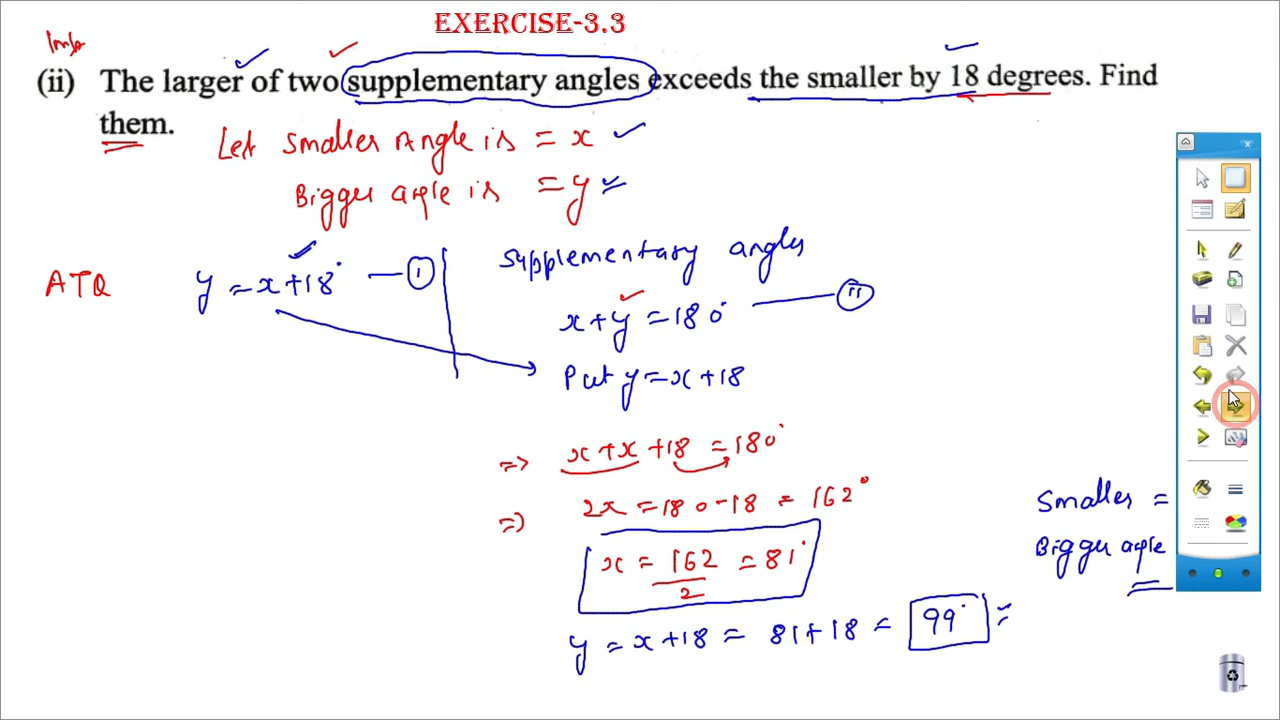 EXERCISE-3.3
Imp
(ii) The larger of two supplementary angles exceeds the smaller by 18 degrees. Find
them.
Let Smaller Angle is = x
Bigger angle is = y
ATQ
y = x+18° — (i)
Supplementary angles
x+y = 180° — (ii)
Put y = x+18
=> x+x+18 = 180°
=> 2x = 180-18 = 162°
x = 162/2 = 81°
y = x+18 = 81+18 = 99°
Smaller =
Bigger angle